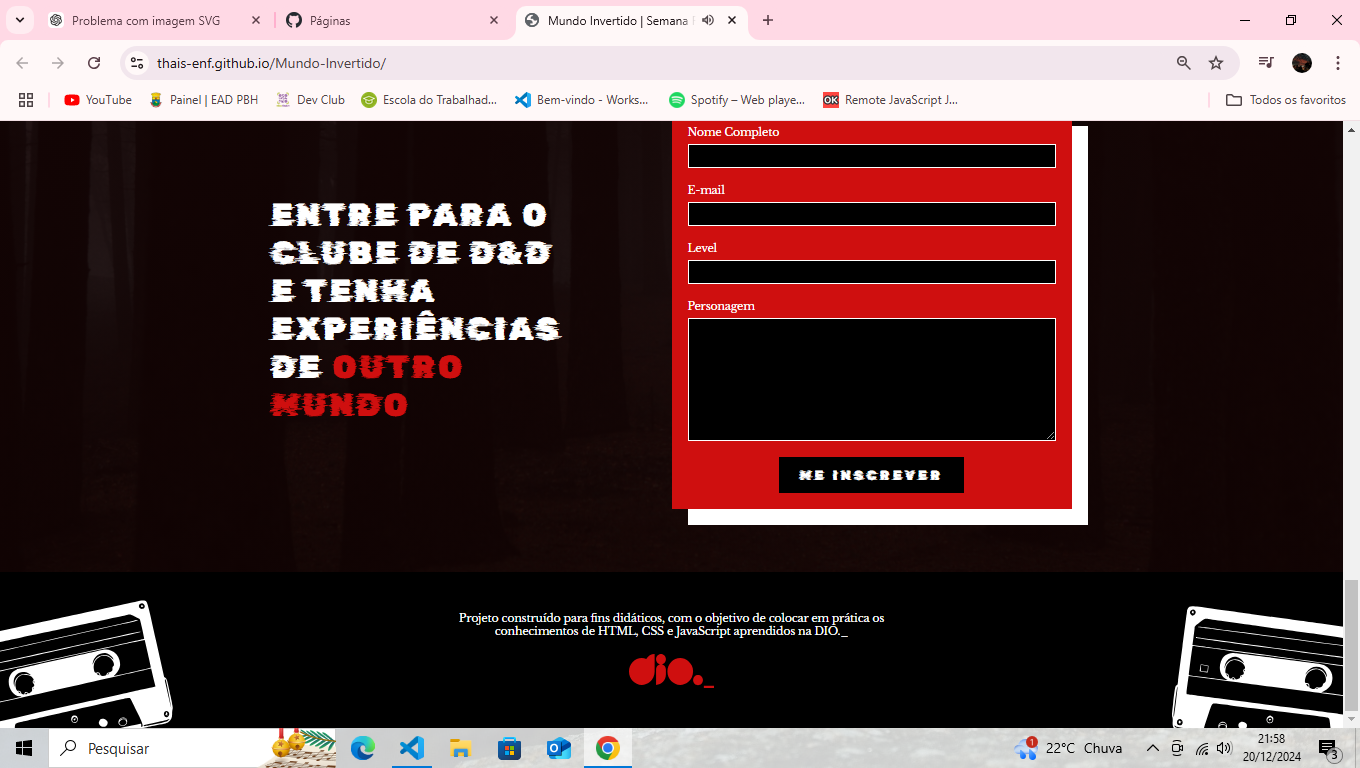 Problema com imagem SVG
Páginas
Mundo Invertido | Semana
thais-enf.github.io/Mundo-Invertido/
YouTube
Painel | EAD PBH
Dev Club
Escola do Trabalhad...
Bem-vindo - Works...
Spotify – Web playe...
OK
Remote JavaScript J...
Todos os favoritos
Nome Completo
E-mail
Level
Personagem
ME INSCREVER
ENTRE PARA O
CLUBE DE D&D
E TENHA
EXPERIÊNCIAS
DE OUTRO
MUNDO
Projeto construído para fins didáticos, com o objetivo de colocar em prática os
conhecimentos de HTML, CSS e JavaScript aprendidos na DIO._
dio._
Pesquisar
1
22°C Chuva
21:58
20/12/2024
3